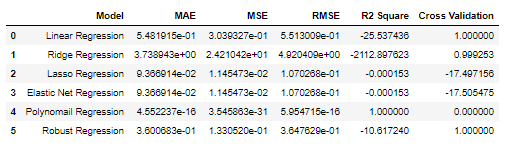 Model MAE MSE RMSE R2 Square Cross Validation
0 Linear Regression 5.481915e-01 3.039327e-01 5.513009e-01 -25.537436 1.000000
1 Ridge Regression 3.738943e+00 2.421042e+01 4.920409e+00 -2112.897623 0.999253
2 Lasso Regression 9.366914e-02 1.145473e-02 1.070268e-01 -0.000153 -17.497156
3 Elastic Net Regression 9.366914e-02 1.145473e-02 1.070268e-01 -0.000153 -17.505475
4 Polynomail Regression 4.552237e-16 3.545863e-31 5.954715e-16 1.000000 0.000000
5 Robust Regression 3.600683e-01 1.330520e-01 3.647629e-01 -10.617240 1.000000